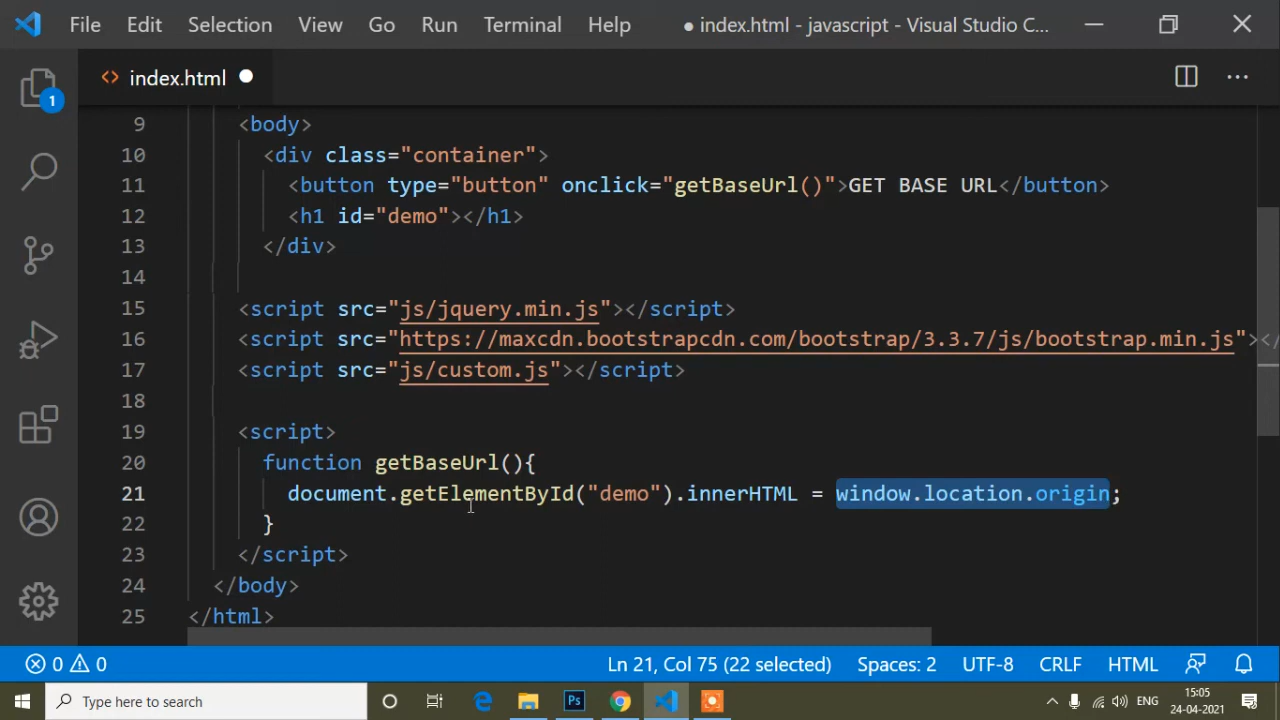 File Edit Selection View Go Run Terminal Help ● index.html - javascript - Visual Studio C...
1
<> index.html ●
9 <body>
10 <div class="container">
11 <button type="button" onclick="getBaseUrl()">GET BASE URL</button>
12 <h1 id="demo"></h1>
13 </div>
14
15 <script src="js/jquery.min.js"></script>
16 <script src="https://maxcdn.bootstrapcdn.com/bootstrap/3.3.7/js/bootstrap.min.js"></
17 <script src="js/custom.js"></script>
18
19 <script>
20 function getBaseUrl(){
21 document.getElementById("demo").innerHTML = window.location.origin;
22 }
23 </script>
24 </body>
25 </html>
0 0 Ln 21, Col 75 (22 selected) Spaces: 2 UTF-8 CRLF HTML
Type here to search Ps ENG 15:05
24-04-2021